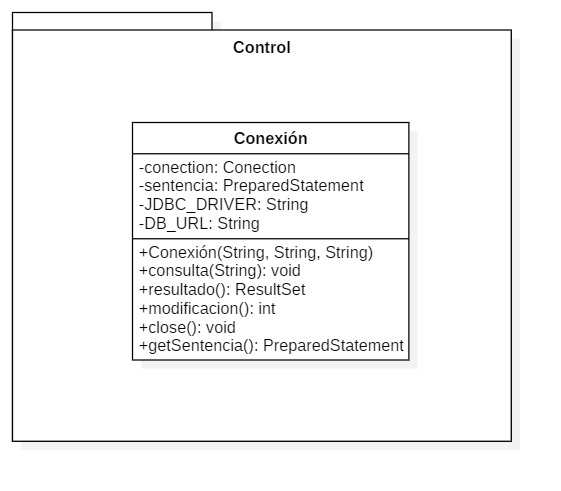 Control
Conexión
-conection: Conection
-sentencia: PreparedStatement
-JDBC_DRIVER: String
-DB_URL: String
+Conexión(String, String, String)
+consulta(String): void
+resultado(): ResultSet
+modificacion(): int
+close(): void
+getSentencia(): PreparedStatement